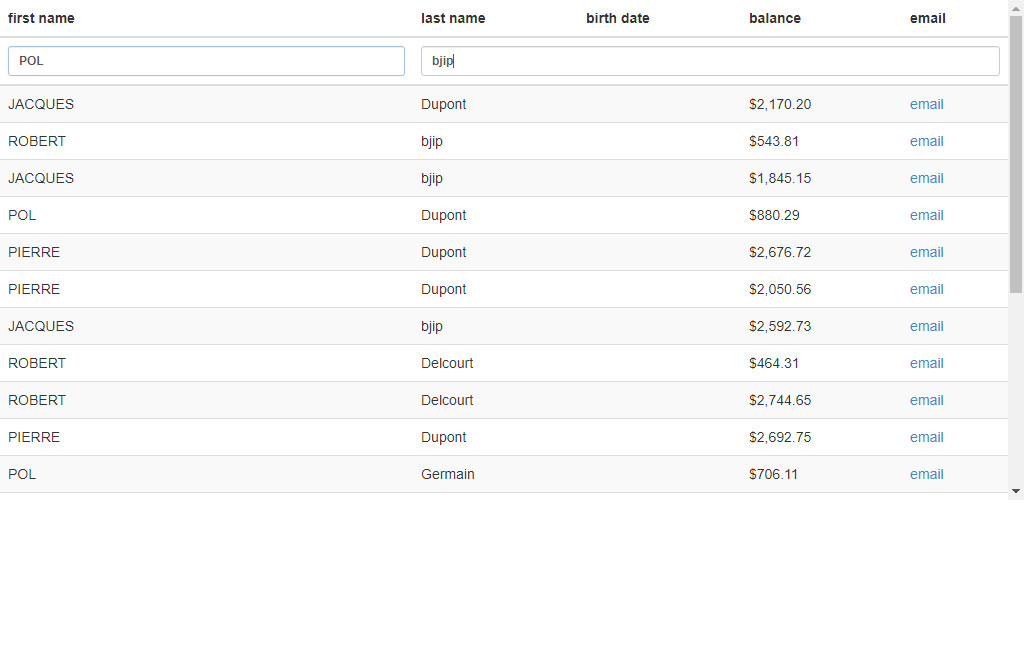 first name last name birth date balance email
POL bjip
JACQUES Dupont $2,170.20 email
ROBERT bjip $543.81 email
JACQUES bjip $1,845.15 email
POL Dupont $880.29 email
PIERRE Dupont $2,676.72 email
PIERRE Dupont $2,050.56 email
JACQUES bjip $2,592.73 email
ROBERT Delcourt $464.31 email
ROBERT Delcourt $2,744.65 email
PIERRE Dupont $2,692.75 email
POL Germain $706.11 email